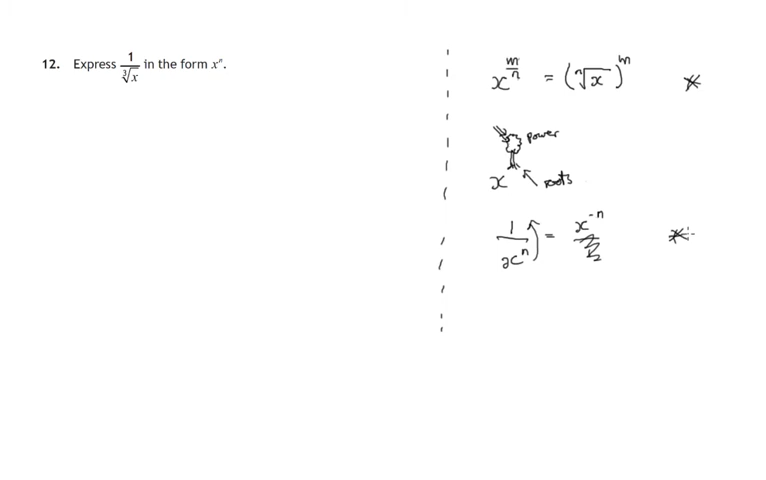 12. Express 1/∛x in the form xⁿ.
x^(m/n) = (ⁿ√x)^m *
power
x roots
1/xⁿ = x⁻ⁿ *